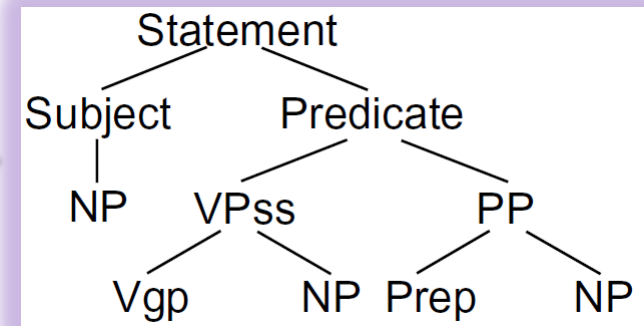 Statement
Subject Predicate
NP VPss PP
Vgp NP Prep NP